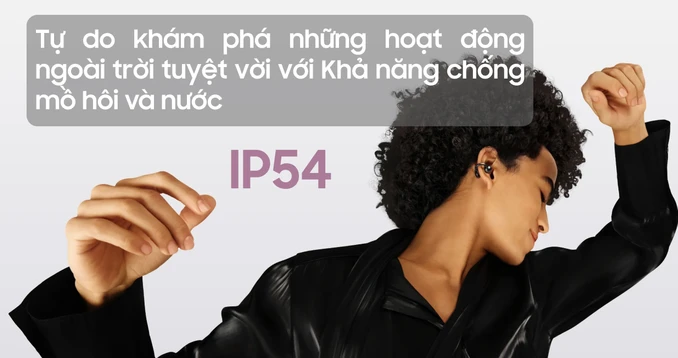 Tự do khám phá những hoạt động
ngoài trời tuyệt vời với Khả năng chống
mồ hôi và nước
IP54